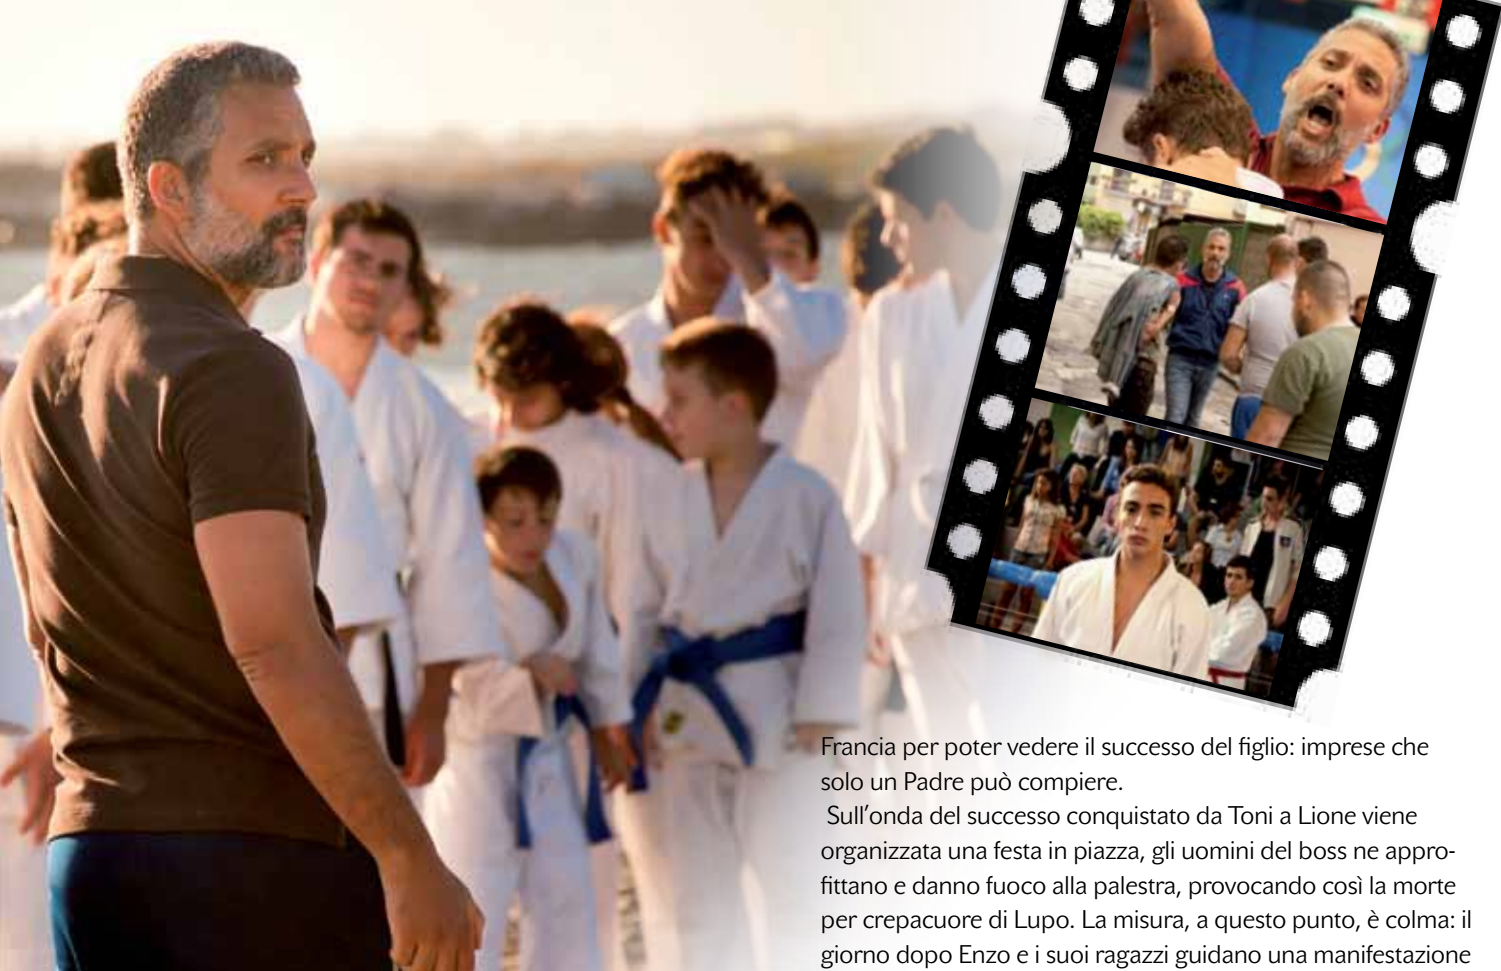 Francia per poter vedere il successo del figlio: imprese che
solo un Padre può compiere.
Sull'onda del successo conquistato da Toni a Lione viene
organizzata una festa in piazza, gli uomini del boss ne appro-
fittano e danno fuoco alla palestra, provocando così la morte
per crepacuore di Lupo. La misura, a questo punto, è colma: il
giorno dopo Enzo e i suoi ragazzi guidano una manifestazione